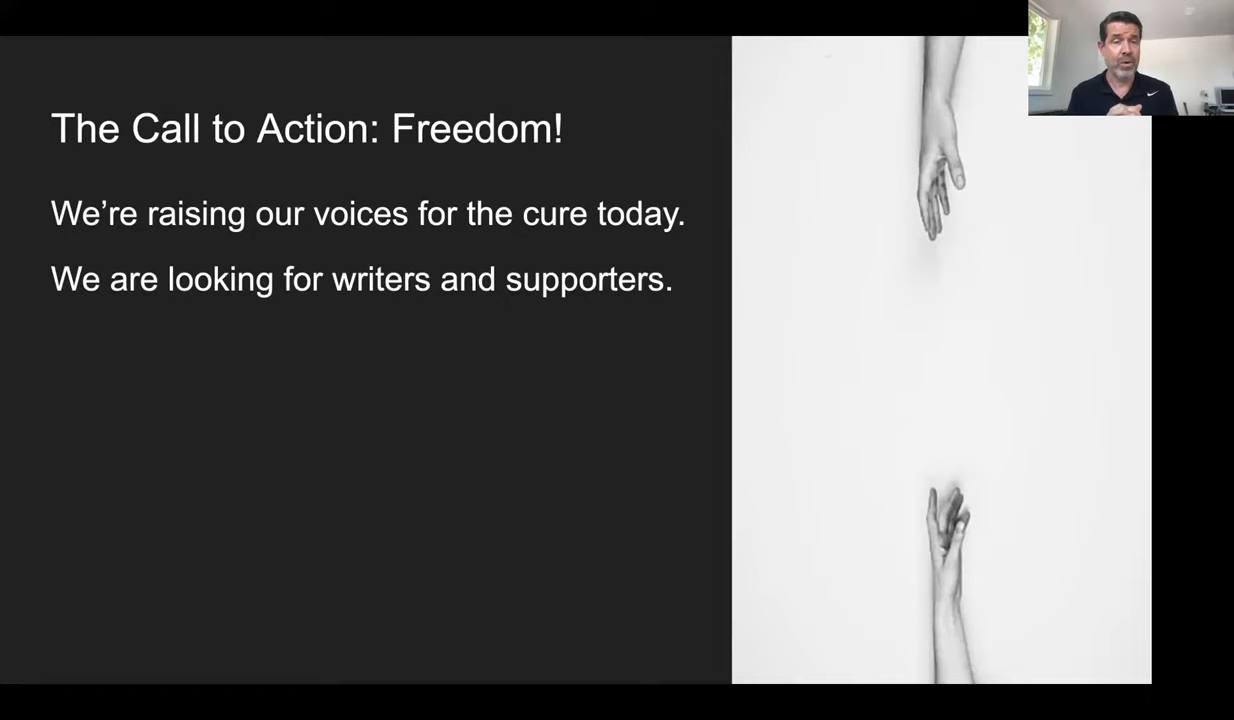 The Call to Action: Freedom!
We’re raising our voices for the cure today.
We are looking for writers and supporters.